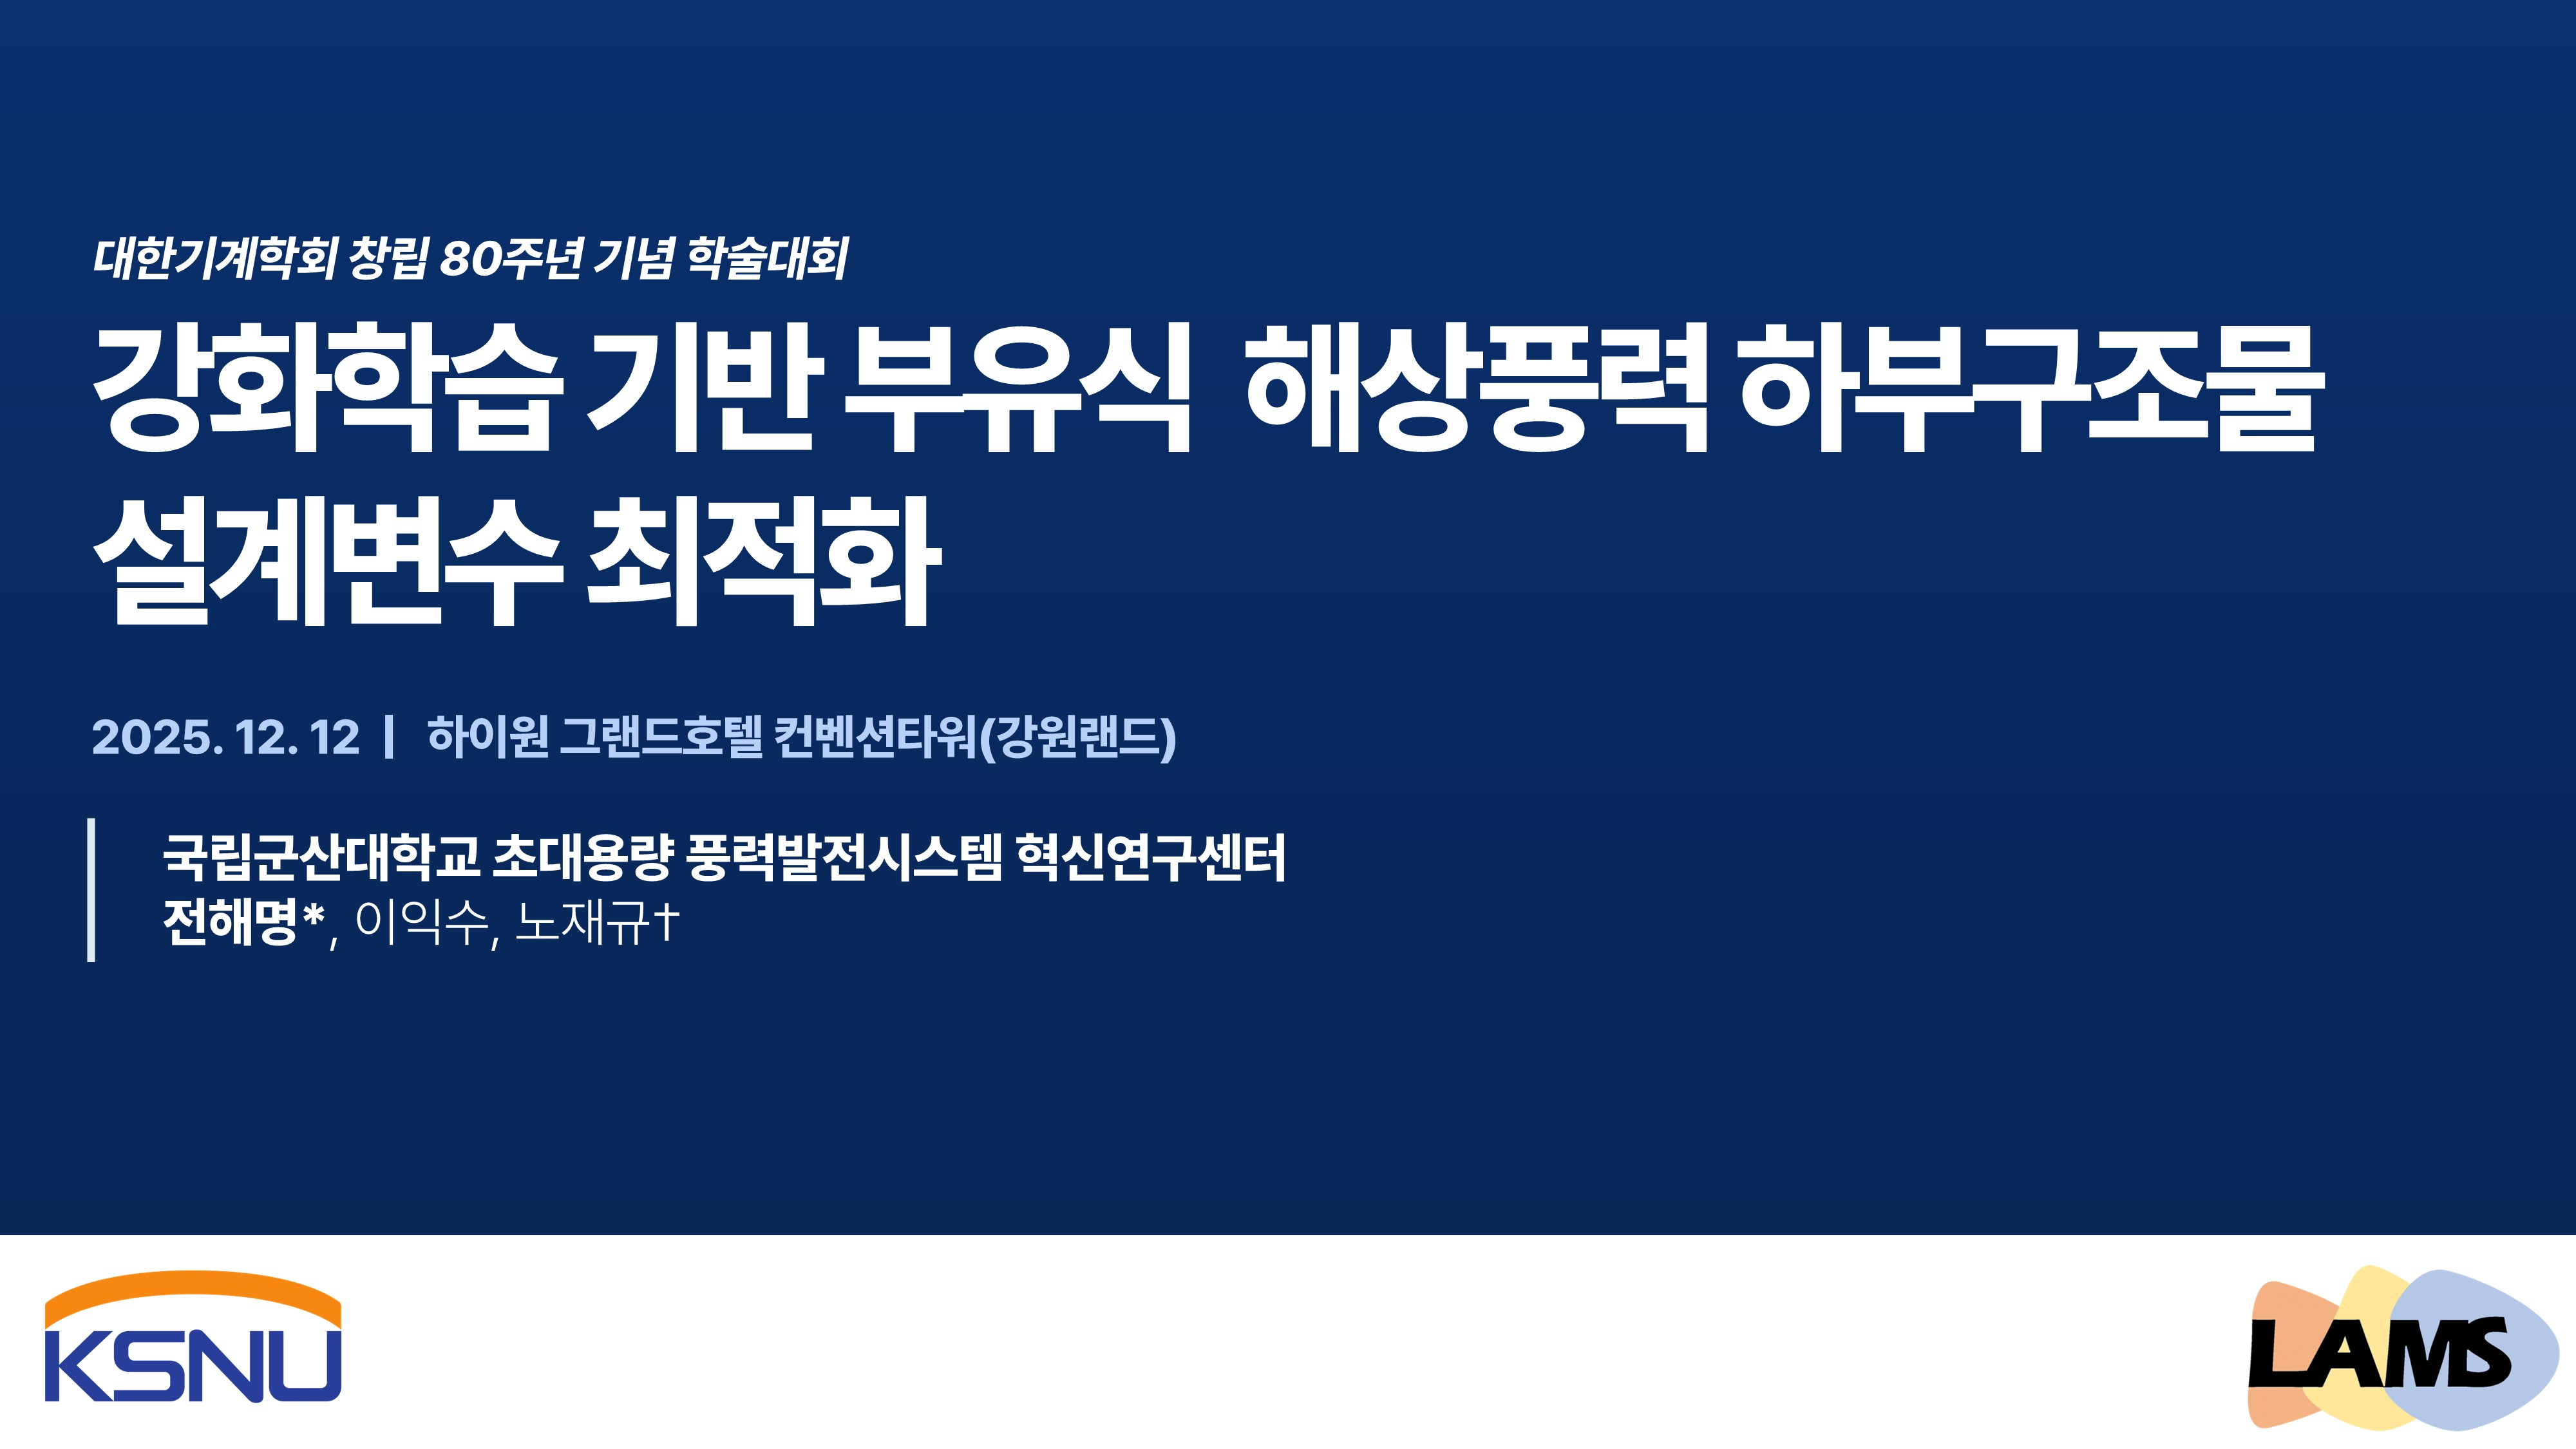 대한기계학회 창립 80주년 기념 학술대회
강화학습 기반 부유식 해상풍력 하부구조물
설계변수 최적화
2025. 12. 12 | 하이원 그랜드호텔 컨벤션타워(강원랜드)
국립군산대학교 초대용량 풍력발전시스템 혁신연구센터
전해명*, 이익수, 노재규†
KSNU
LAMS